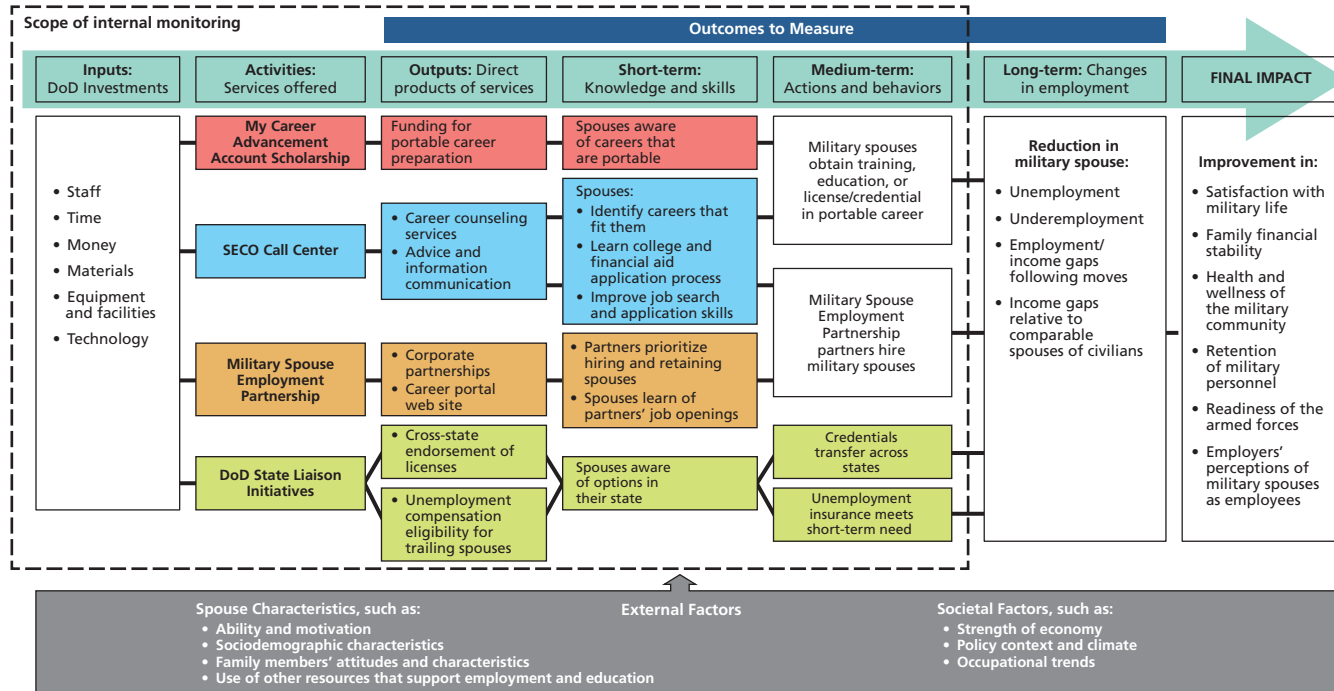 Scope of internal monitoring
Outcomes to Measure
Inputs:
DoD Investments
Activities:
Services offered
Outputs: Direct
products of services
Short-term:
Knowledge and skills
Medium-term:
Actions and behaviors
Long-term: Changes
in employment
FINAL IMPACT
• Staff
• Time
• Money
• Materials
• Equipment
and facilities
• Technology
My Career
Advancement
Account Scholarship
Funding for
portable career
preparation
Spouses aware
of careers that
are portable
SECO Call Center
• Career counseling
services
• Advice and
information
communication
Spouses:
• Identify careers that
fit them
• Learn college and
financial aid
application process
• Improve job search
and application skills
Military spouses
obtain training,
education, or
license/credential
in portable career
Military Spouse
Employment
Partnership
• Corporate
partnerships
• Career portal
web site
• Partners prioritize
hiring and retaining
spouses
• Spouses learn of
partners' job openings
Military Spouse
Employment
Partnership
partners hire
military spouses
DoD State Liaison
Initiatives
• Cross-state
endorsement of
licenses
• Unemployment
compensation
eligibility for
trailing spouses
Spouses aware
of options in
their state
Credentials
transfer across
states
Unemployment
insurance meets
short-term need
Reduction in
military spouse:
• Unemployment
• Underemployment
• Employment/
income gaps
following moves
• Income gaps
relative to
comparable
spouses of civilians
Improvement in:
• Satisfaction with
military life
• Family financial
stability
• Health and
wellness of
the military
community
• Retention
of military
personnel
• Readiness of the
armed forces
• Employers'
perceptions of
military spouses
as employees
External Factors
Spouse Characteristics, such as:
• Ability and motivation
• Sociodemographic characteristics
• Family members' attitudes and characteristics
• Use of other resources that support employment and education
Societal Factors, such as:
• Strength of economy
• Policy context and climate
• Occupational trends